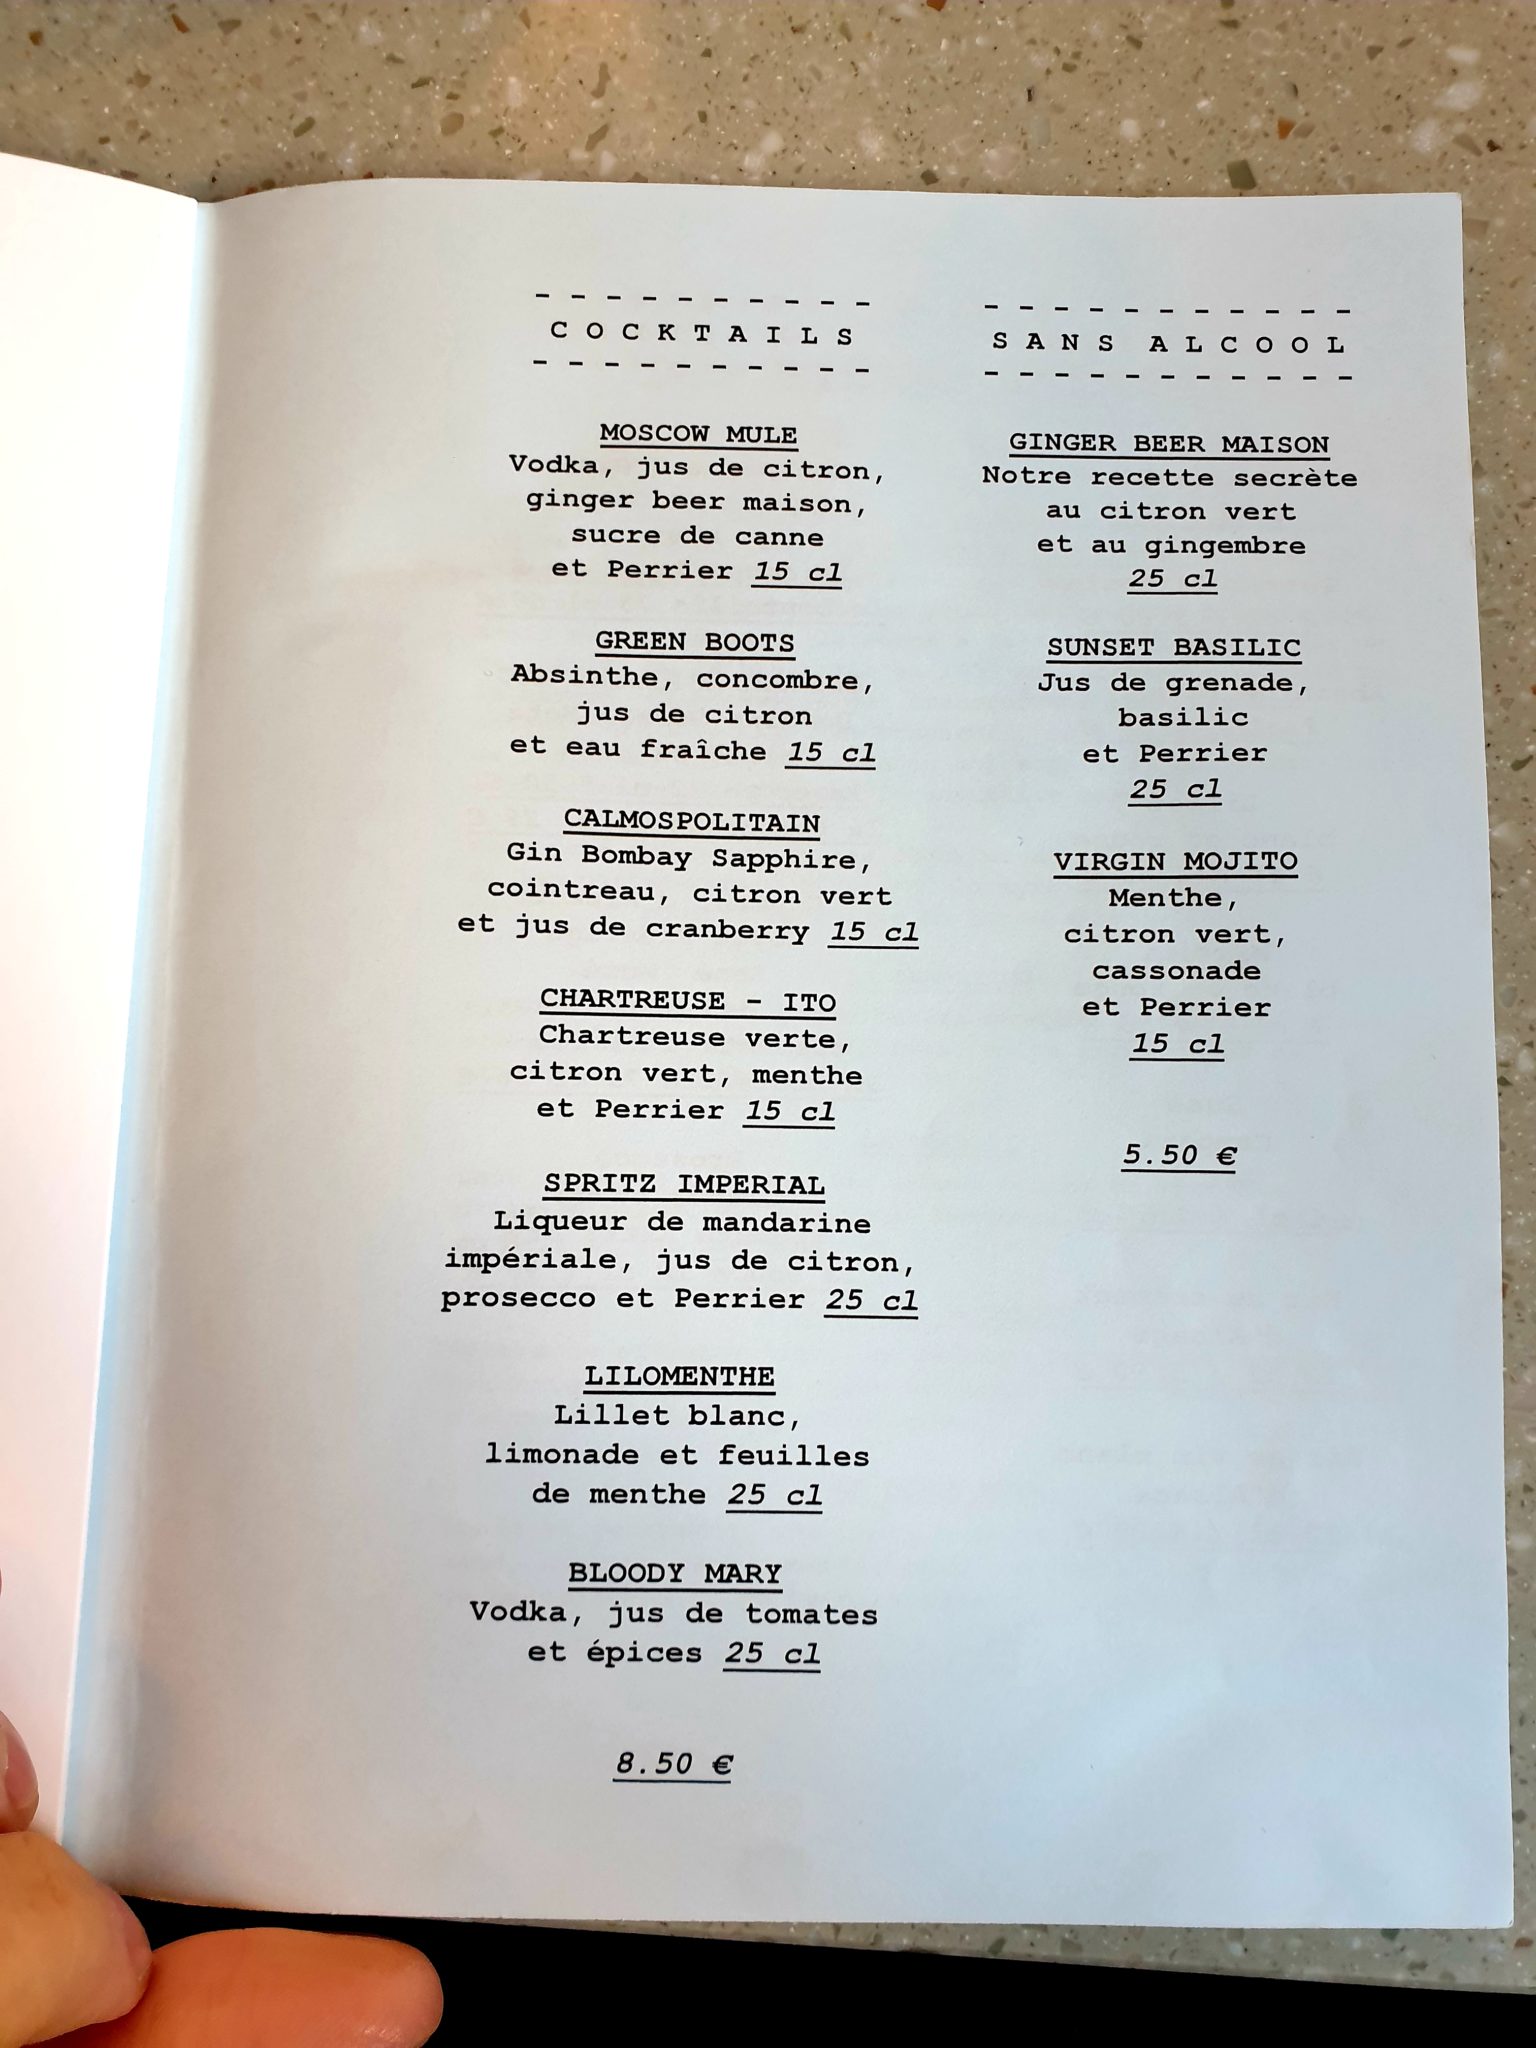 COCKTAILS
MOSCOW MULE
Vodka, jus de citron,
ginger beer maison,
sucre de canne
et Perrier 15 cl
GREEN BOOTS
Absinthe, concombre,
jus de citron
et eau fraîche 15 cl
CALMOSPOLITAIN
Gin Bombay Sapphire,
cointreau, citron vert
et jus de cranberry 15 cl
CHARTREUSE - ITO
Chartreuse verte,
citron vert, menthe
et Perrier 15 cl
SPRITZ IMPERIAL
Liqueur de mandarine
impériale, jus de citron,
prosecco et Perrier 25 cl
LILOMENTHE
Lillet blanc,
limonade et feuilles
de menthe 25 cl
BLOODY MARY
Vodka, jus de tomates
et épices 25 cl
8.50 €
SANS ALCOOL
GINGER BEER MAISON
Notre recette secrète
au citron vert
et au gingembre
25 cl
SUNSET BASILIC
Jus de grenade,
basilic
et Perrier
25 cl
VIRGIN MOJITO
Menthe,
citron vert,
cassonade
et Perrier
15 cl
5.50 €